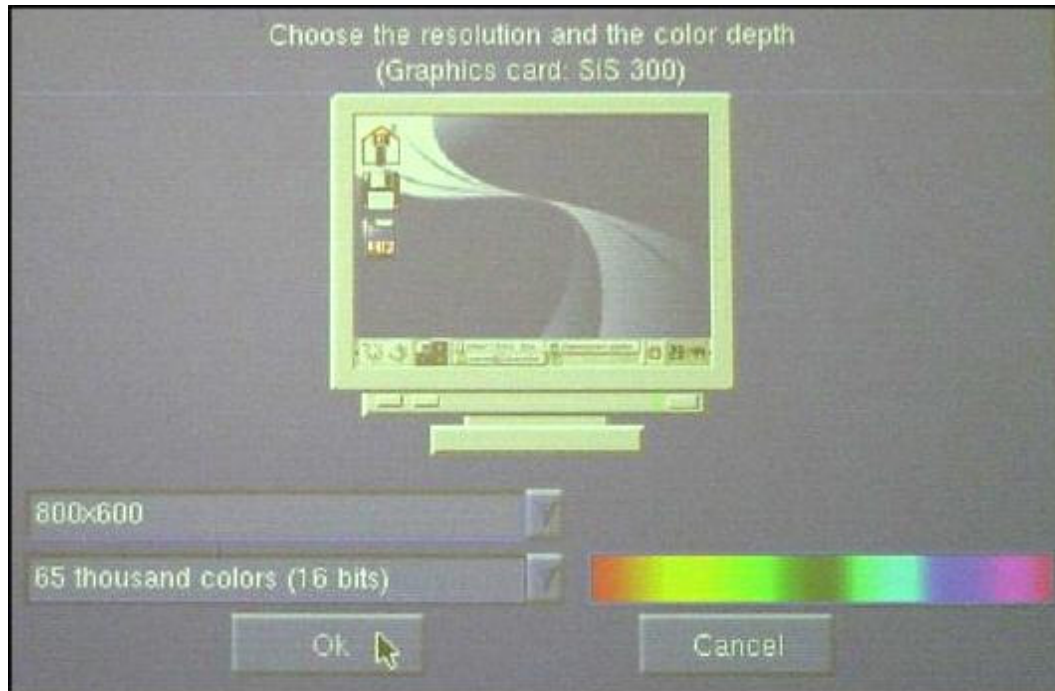 Choose the resolution and the color depth
(Graphics card: SiS 300)
800x600
65 thousand colors (16 bits)
Ok
Cancel